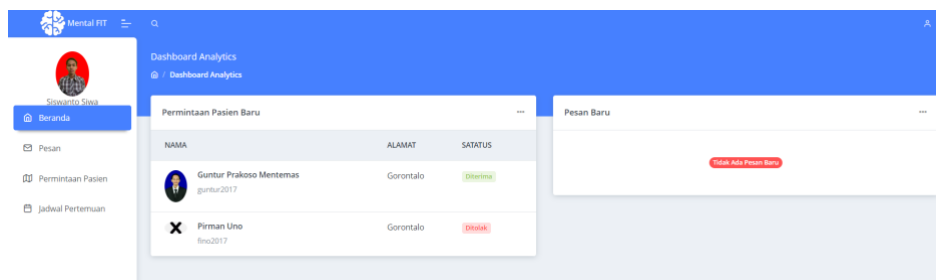 Mental FIT
Dashboard Analytics
/ Dashboard Analytics
Siswanto Siwa
Beranda
Pesan
Permintaan Pasien
Jadwal Pertemuan
Permintaan Pasien Baru
NAMA ALAMAT SATATUS
Guntur Prakoso Mentemas Gorontalo Diterima
guntur2017
Pirman Uno Gorontalo Ditolak
fino2017
Pesan Baru
Tidak Ada Pesan Baru